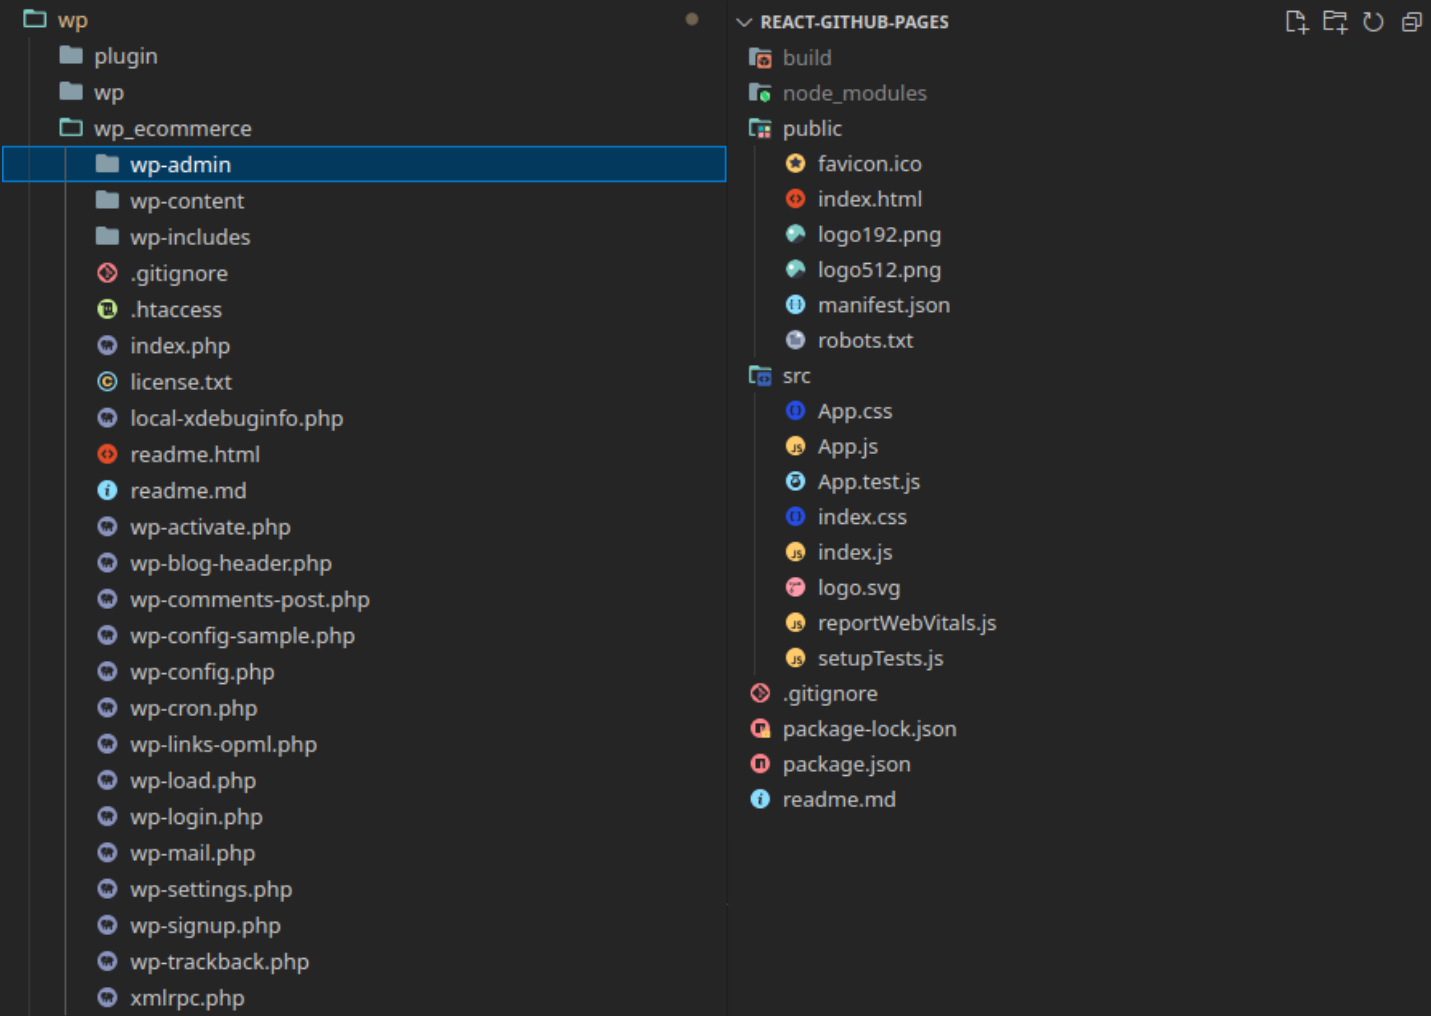 wp
plugin
wp
wp_ecommerce
wp-admin
wp-content
wp-includes
.gitignore
.htaccess
index.php
license.txt
local-xdebuginfo.php
readme.html
readme.md
wp-activate.php
wp-blog-header.php
wp-comments-post.php
wp-config-sample.php
wp-config.php
wp-cron.php
wp-links-opml.php
wp-load.php
wp-login.php
wp-mail.php
wp-settings.php
wp-signup.php
wp-trackback.php
xmlrpc.php
REACT-GITHUB-PAGES
build
node_modules
public
favicon.ico
index.html
logo192.png
logo512.png
manifest.json
robots.txt
src
App.css
App.js
App.test.js
index.css
index.js
logo.svg
reportWebVitals.js
setupTests.js
.gitignore
package-lock.json
package.json
readme.md